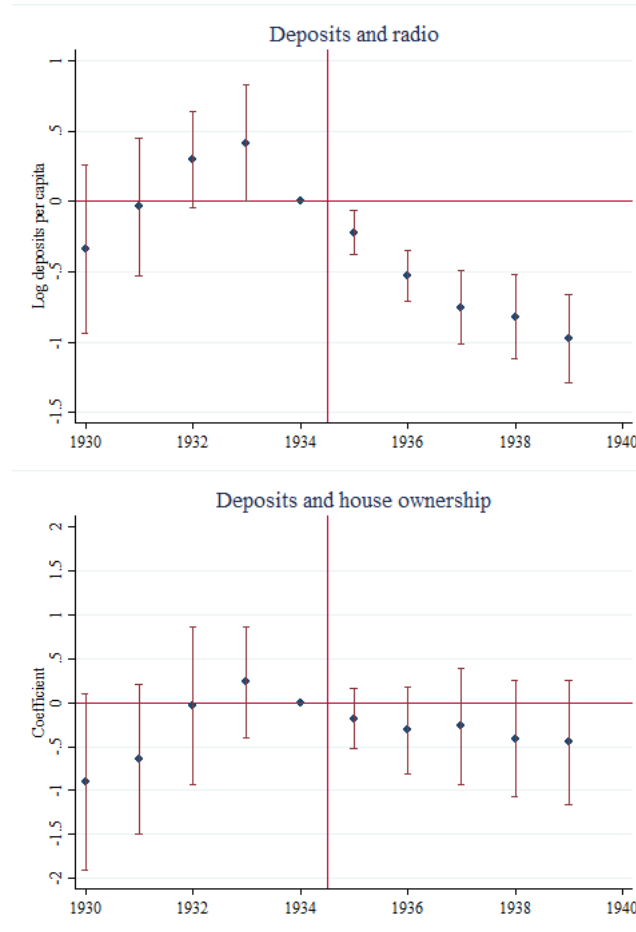 Deposits and radio
Log deposits per capita
1
.5
0
-.5
-1
-1.5
1930 1932 1934 1936 1938 1940
Deposits and house ownership
Coefficient
2
1.5
1
.5
0
-.5
-1
-1.5
-2
1930 1932 1934 1936 1938 1940